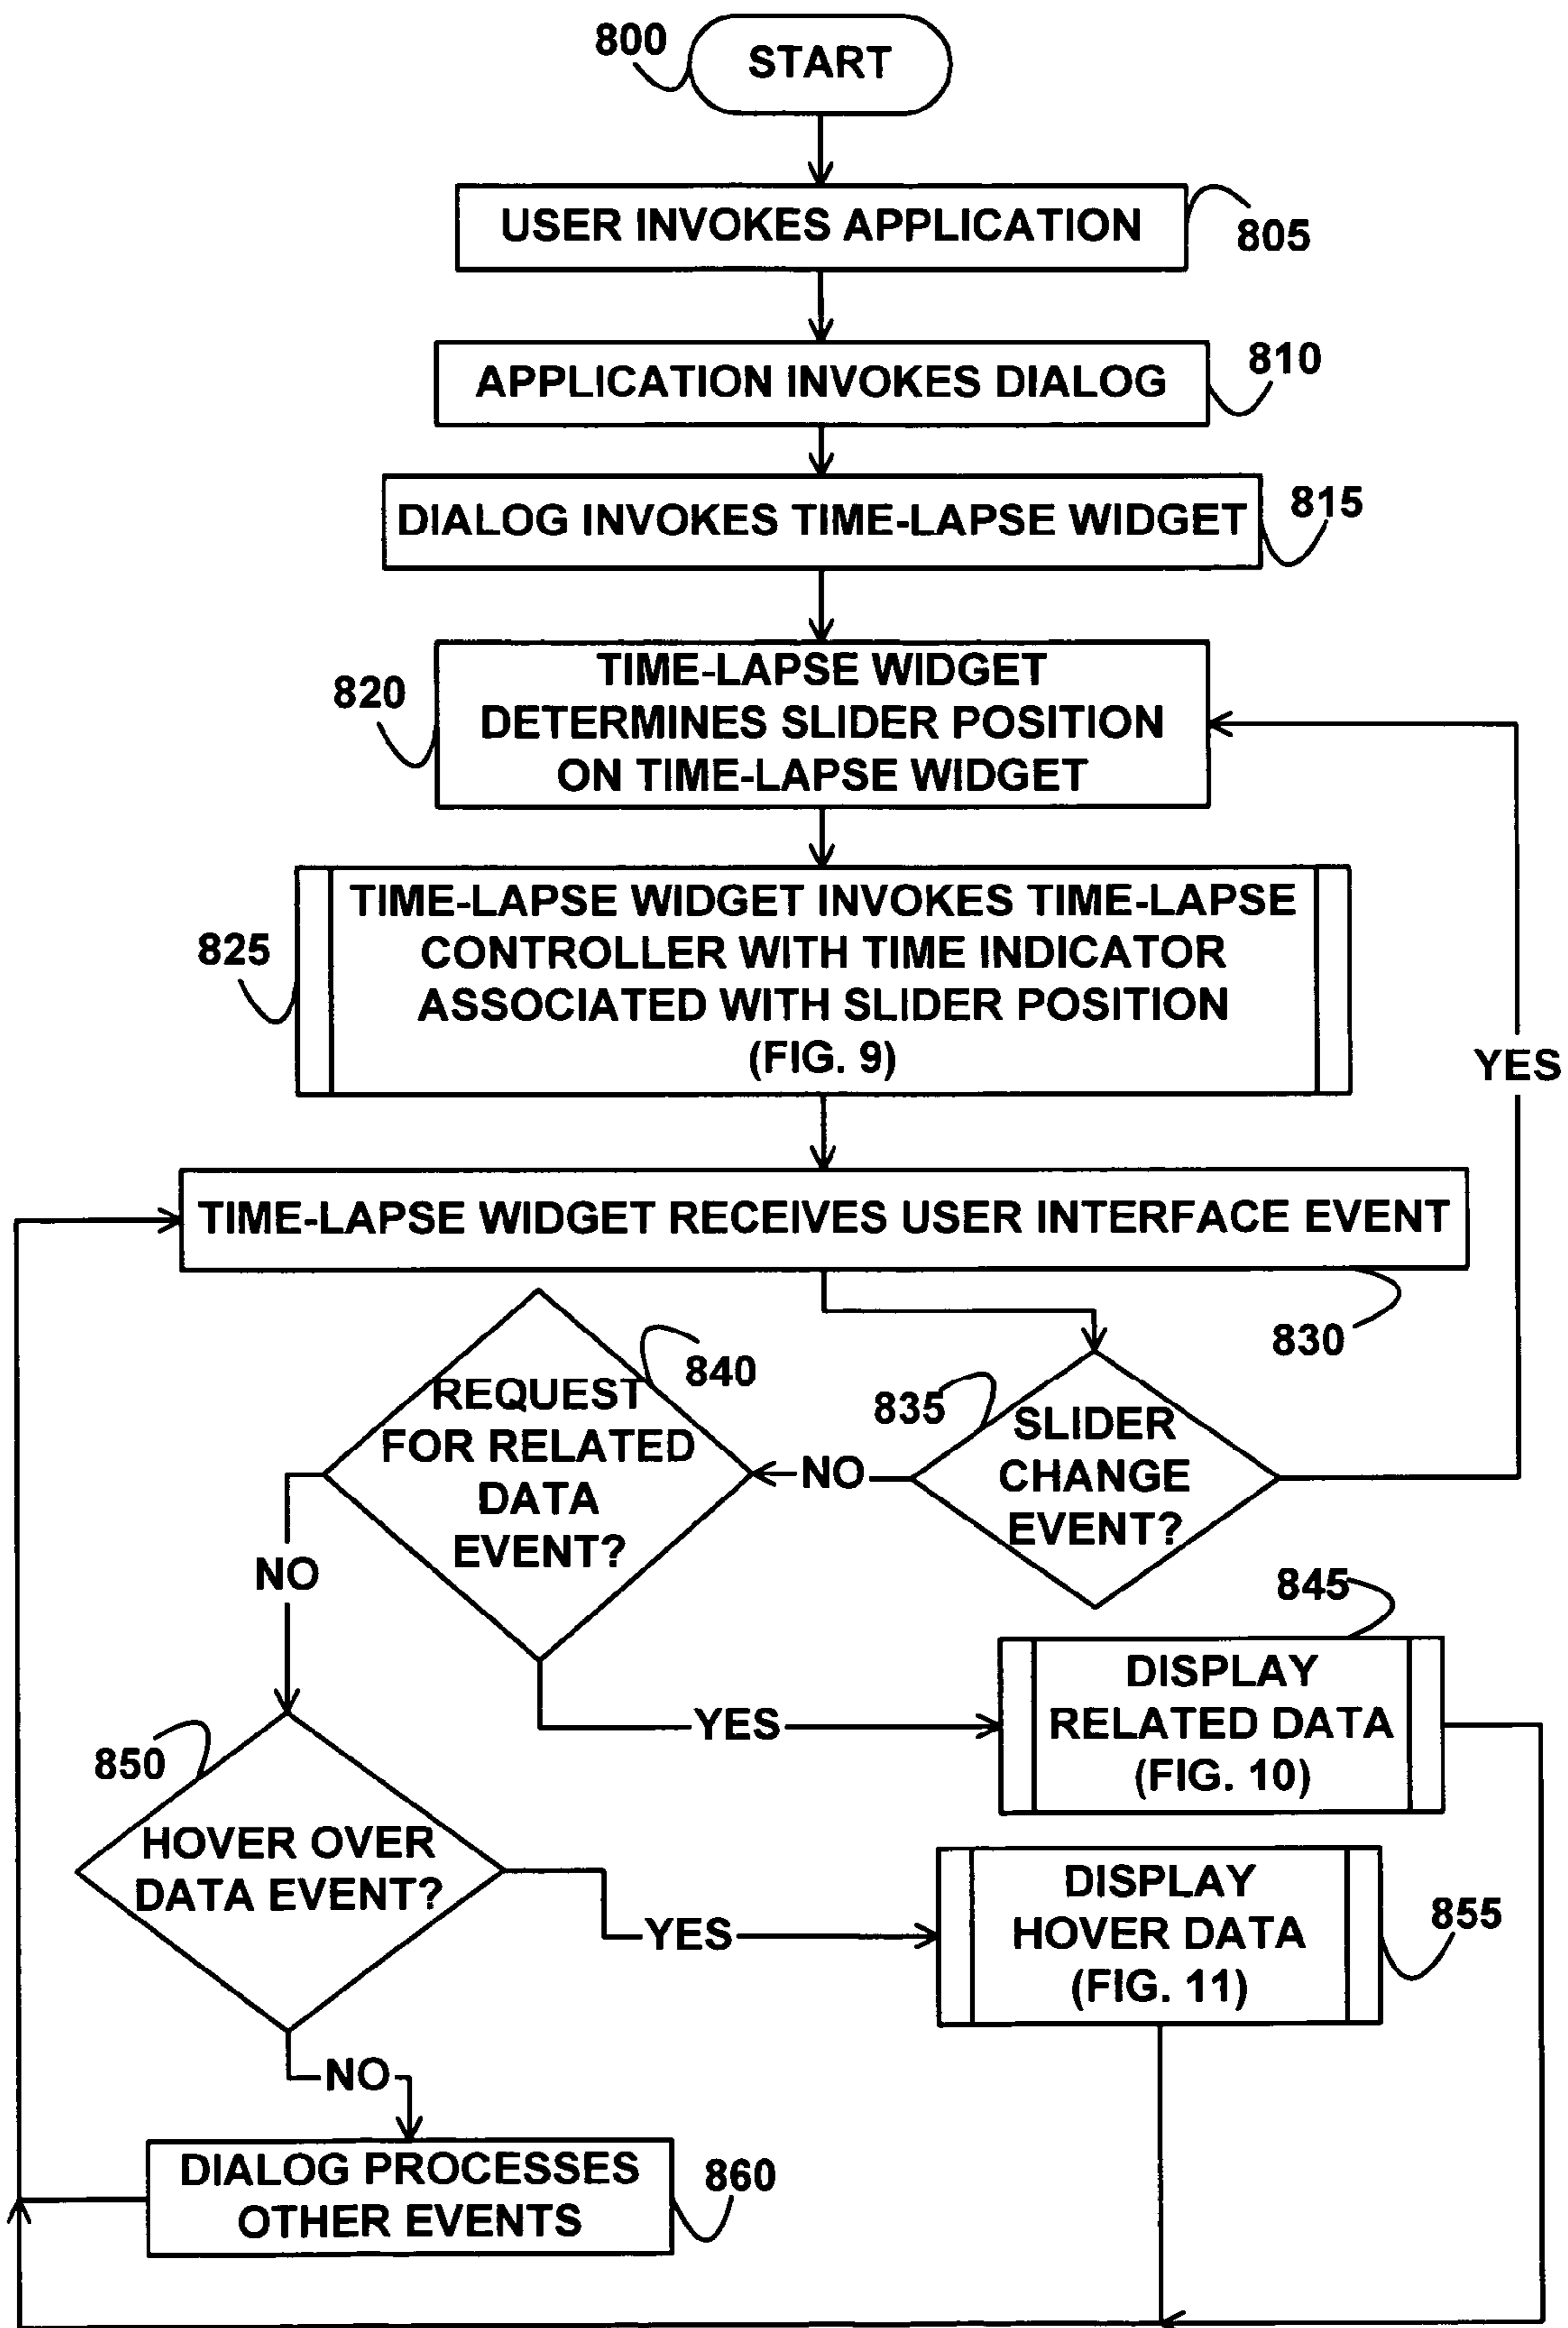 800
START
USER INVOKES APPLICATION
805
APPLICATION INVOKES DIALOG
810
DIALOG INVOKES TIME-LAPSE WIDGET
815
820
TIME-LAPSE WIDGET
DETERMINES SLIDER POSITION
ON TIME-LAPSE WIDGET
825
TIME-LAPSE WIDGET INVOKES TIME-LAPSE
CONTROLLER WITH TIME INDICATOR
ASSOCIATED WITH SLIDER POSITION
(FIG. 9)
YES
TIME-LAPSE WIDGET RECEIVES USER INTERFACE EVENT
830
835
SLIDER
CHANGE
EVENT?
NO
840
REQUEST
FOR RELATED
DATA
EVENT?
NO
YES
845
DISPLAY
RELATED DATA
(FIG. 10)
850
HOVER OVER
DATA EVENT?
YES
DISPLAY
HOVER DATA
(FIG. 11)
855
NO
DIALOG PROCESSES
OTHER EVENTS
860